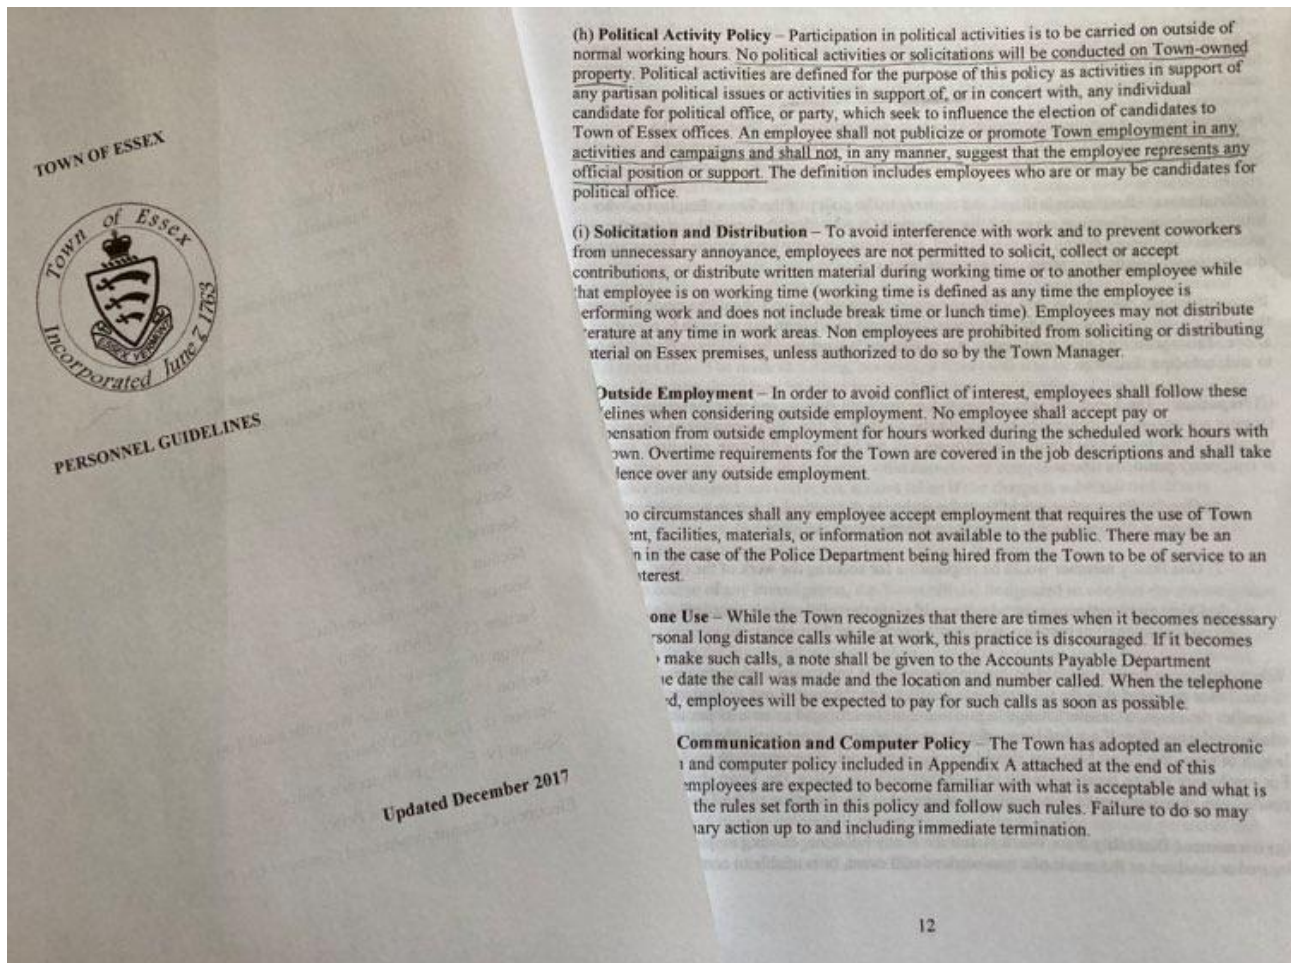 TOWN OF ESSEX
Town of Essex
ESSEX VERMONT
Incorporated June 7, 1763
PERSONNEL GUIDELINES
Updated December 2017
(h) Political Activity Policy – Participation in political activities is to be carried on outside of
normal working hours. No political activities or solicitations will be conducted on Town-owned
property. Political activities are defined for the purpose of this policy as activities in support of
any partisan political issues or activities in support of, or in concert with, any individual
candidate for political office, or party, which seek to influence the election of candidates to
Town of Essex offices. An employee shall not publicize or promote Town employment in any
activities and campaigns and shall not, in any manner, suggest that the employee represents any
official position or support. The definition includes employees who are or may be candidates for
political office.
(i) Solicitation and Distribution – To avoid interference with work and to prevent coworkers
from unnecessary annoyance, employees are not permitted to solicit, collect or accept
contributions, or distribute written material during working time or to another employee while
hat employee is on working time (working time is defined as any time the employee is
erforming work and does not include break time or lunch time). Employees may not distribute
erature at any time in work areas. Non employees are prohibited from soliciting or distributing
aterial on Essex premises, unless authorized to do so by the Town Manager.
Outside Employment – In order to avoid conflict of interest, employees shall follow these
elines when considering outside employment. No employee shall accept pay or
pensation from outside employment for hours worked during the scheduled work hours with
own. Overtime requirements for the Town are covered in the job descriptions and shall take
lence over any outside employment.
no circumstances shall any employee accept employment that requires the use of Town
ent, facilities, materials, or information not available to the public. There may be an
n in the case of the Police Department being hired from the Town to be of service to an
terest.
one Use – While the Town recognizes that there are times when it becomes necessary
rsonal long distance calls while at work, this practice is discouraged. If it becomes
make such calls, a note shall be given to the Accounts Payable Department
e date the call was made and the location and number called. When the telephone
d, employees will be expected to pay for such calls as soon as possible.
Communication and Computer Policy – The Town has adopted an electronic
and computer policy included in Appendix A attached at the end of this
employees are expected to become familiar with what is acceptable and what is
the rules set forth in this policy and follow such rules. Failure to do so may
ary action up to and including immediate termination.
12